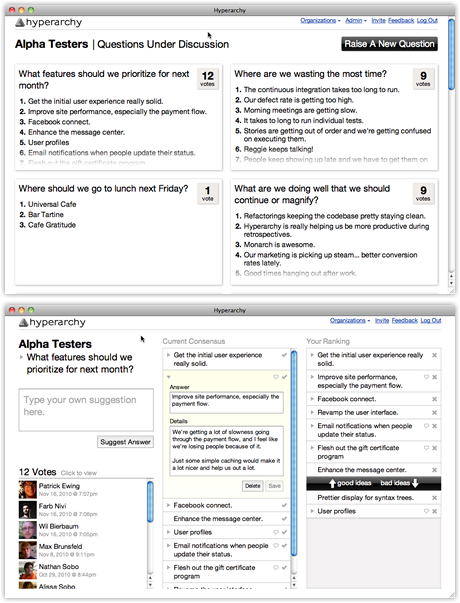 Hyperarchy
hyperarchy
Organizations
Admin
Invite
Feedback
Log Out
Alpha Testers | Questions Under Discussion
Raise A New Question
What features should we prioritize for next
month?
12
votes
1. Get the initial user experience really solid.
2. Improve site performance, especially the payment flow.
3. Facebook connect.
4. Enhance the message center.
5. User profiles
6. Email notifications when people update their status.
7. Flesh out the gift certificate program
Where are we wasting the most time?
9
votes
1. The continuous integration takes too long to run.
2. Our defect rate is getting too high.
3. Morning meetings are getting slow.
4. It takes to long to run individual tests.
5. Stories are getting out of order and we're getting confused
on executing them.
6. Reggie keeps talking!
7. People keep showing up late and we have to get them on
Where should we go to lunch next Friday?
1
vote
1. Universal Cafe
2. Bar Tartine
3. Cafe Gratitude
What are we doing well that we should
continue or magnify?
9
votes
1. Refactorings keeping the codebase pretty staying clean.
2. Hyperarchy is really helping us be more productive during
retrospectives.
3. Monarch is awesome.
4. Our marketing is picking up steam... better conversion
rates lately.
5. Good times hanging out after work.
Hyperarchy
hyperarchy
Organizations
Invite
Feedback
Log Out
Alpha Testers
What features should we
prioritize for next month?
Type your own suggestion
here.
Suggest Answer
12 Votes Click to view
Patrick Ewing
Nov 16, 2010 @ 7:07pm
Farb Nivi
Nov 16, 2010 @ 7:06pm
Wil Bierbaum
Nov 16, 2010 @ 7:05pm
Max Brunsfeld
Nov 8, 2010 @ 9:11pm
Nathan Sobo
Oct 29, 2010 @ 8:44pm
Alissa Sobo
Current Consensus
Get the initial user experience
really solid.
Answer
Improve site performance, especially the
payment flow.
Details
We're getting a lot of slowness going
through the payment flow, and I feel like
we're losing people because of it.
Just some simple caching would make it
a lot nicer and help us out a lot.
Delete
Save
Facebook connect.
Enhance the message center.
User profiles
Email notifications when people
update their status.
Flesh out the gift certificate
program
Revamp the user interface.
Your Ranking
Get the initial user experience really
solid.
Improve site performance,
especially the payment flow.
Facebook connect.
Revamp the user interface.
Email notifications when people
update their status.
Flesh out the gift certificate
program
Enhance the message center.
good ideas
bad ideas
Prettier display for syntax trees.
User profiles